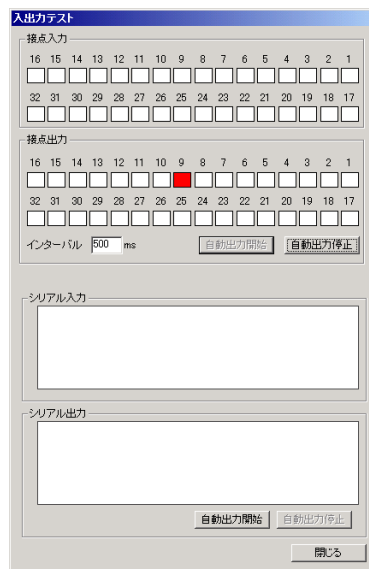 入出力テスト
接点入力
16 15 14 13 12 11 10 9 8 7 6 5 4 3 2 1
32 31 30 29 28 27 26 25 24 23 22 21 20 19 18 17
接点出力
16 15 14 13 12 11 10 9 8 7 6 5 4 3 2 1
32 31 30 29 28 27 26 25 24 23 22 21 20 19 18 17
インターバル 500 ms 自動出力開始 自動出力停止
シリアル入力
シリアル出力
自動出力開始 自動出力停止
閉じる